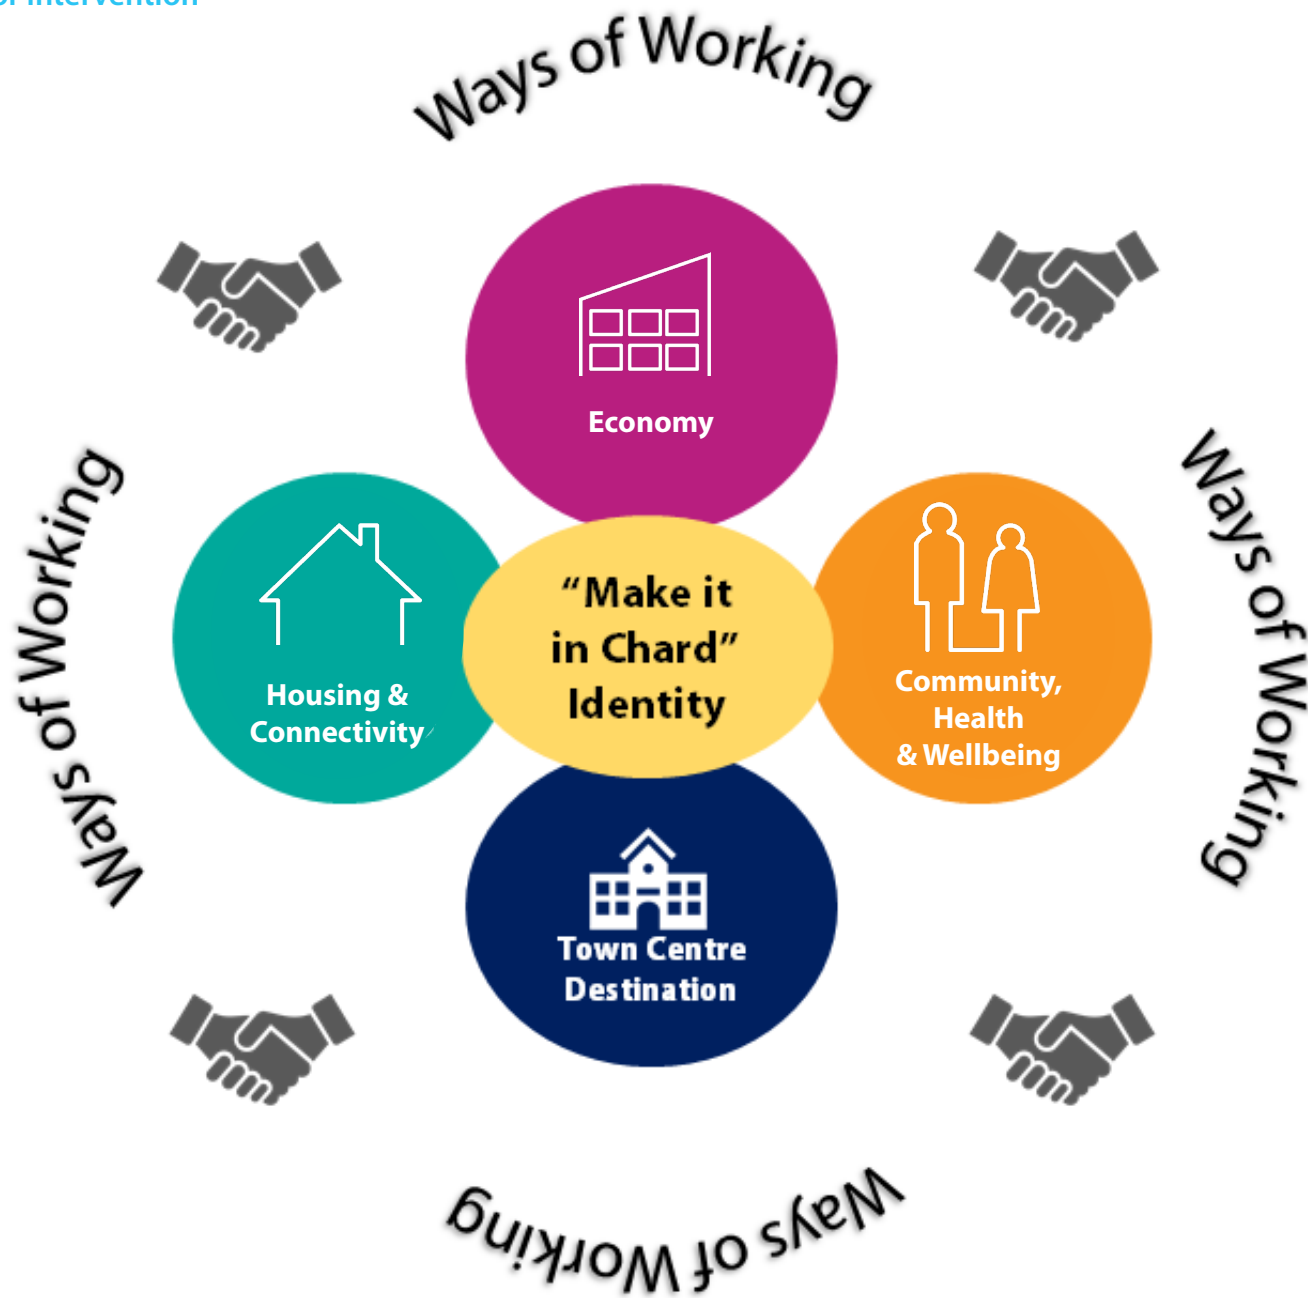 Intervention
Ways of Working
Economy
Ways of Working
Ways of Working
“Make it
in Chard”
Identity
Housing &
Connectivity
Community,
Health
& Wellbeing
Town Centre
Destination
Ways of Working